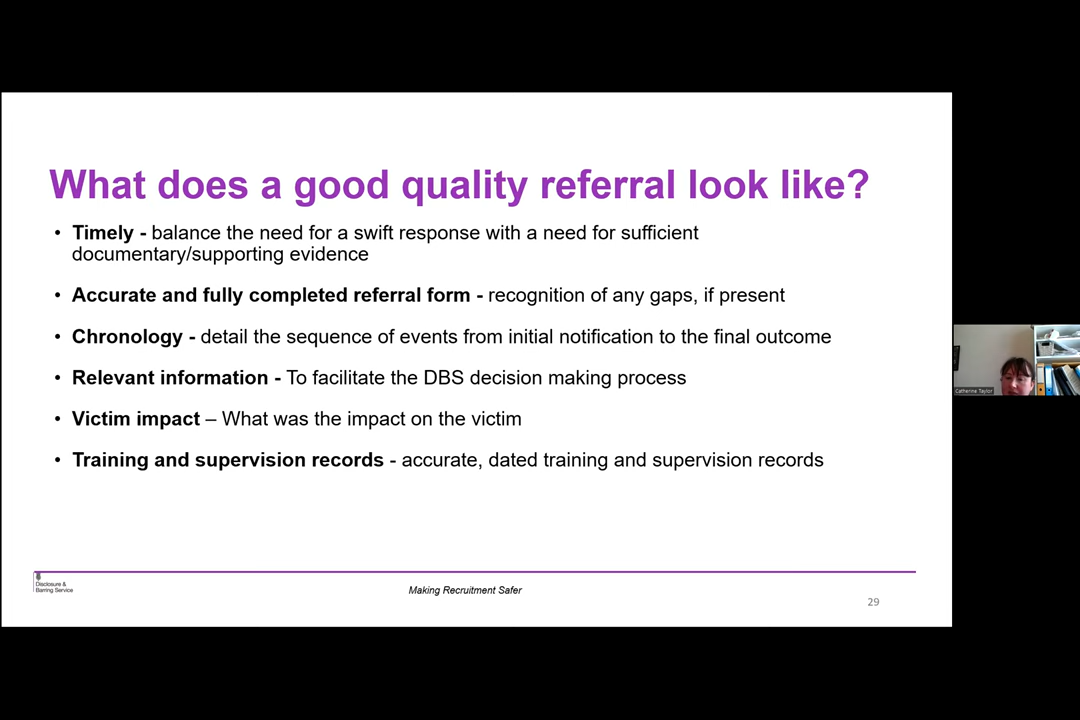 What does a good quality referral look like?
• Timely - balance the need for a swift response with a need for sufficient
documentary/supporting evidence
• Accurate and fully completed referral form - recognition of any gaps, if present
• Chronology - detail the sequence of events from initial notification to the final outcome
• Relevant information - To facilitate the DBS decision making process
• Victim impact – What was the impact on the victim
• Training and supervision records - accurate, dated training and supervision records
Disclosure &
Barring Service
Making Recruitment Safer
29
Catherine Taylor